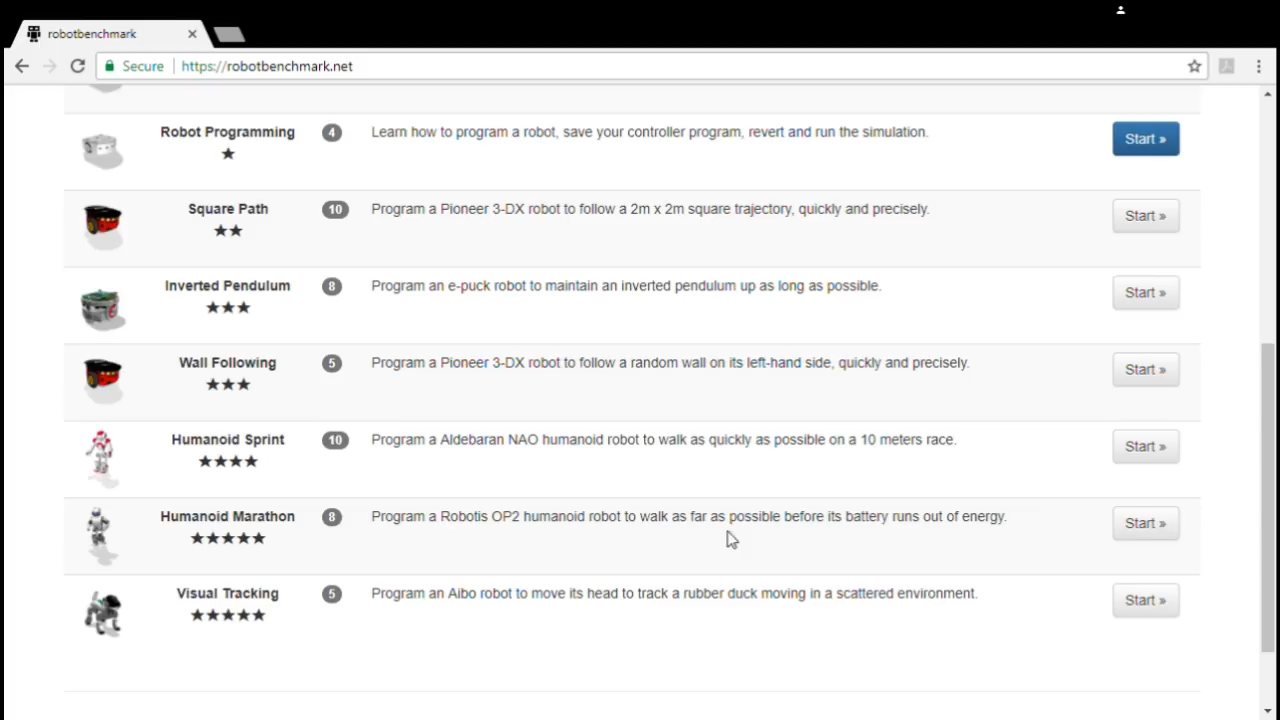 robotbenchmark
Secure https://robotbenchmark.net
Robot Programming 4 Learn how to program a robot, save your controller program, revert and run the simulation. Start »
★
Square Path 10 Program a Pioneer 3-DX robot to follow a 2m x 2m square trajectory, quickly and precisely. Start »
★★
Inverted Pendulum 8 Program an e-puck robot to maintain an inverted pendulum up as long as possible. Start »
★★★
Wall Following 5 Program a Pioneer 3-DX robot to follow a random wall on its left-hand side, quickly and precisely. Start »
★★★
Humanoid Sprint 10 Program a Aldebaran NAO humanoid robot to walk as quickly as possible on a 10 meters race. Start »
★★★★
Humanoid Marathon 8 Program a Robotis OP2 humanoid robot to walk as far as possible before its battery runs out of energy. Start »
★★★★★
Visual Tracking 5 Program an Aibo robot to move its head to track a rubber duck moving in a scattered environment. Start »
★★★★★